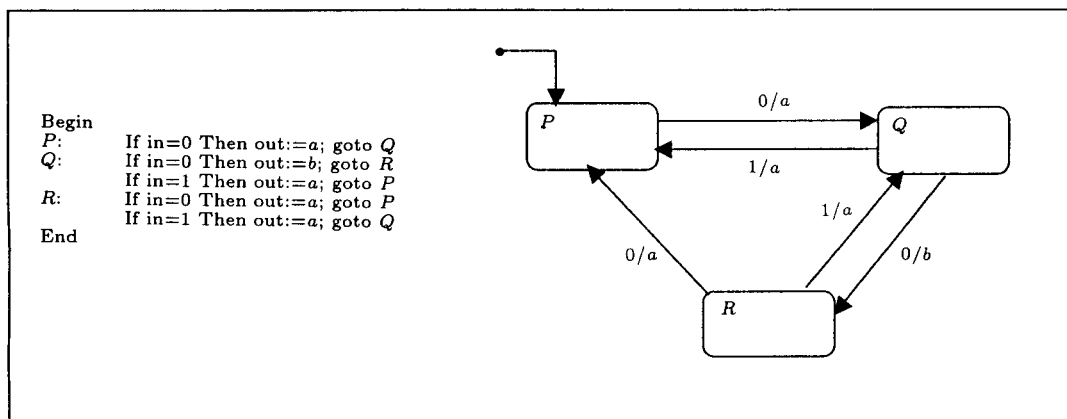 Begin
P: If in=0 Then out:=a; goto Q
Q: If in=0 Then out:=b; goto R
If in=1 Then out:=a; goto P
R: If in=0 Then out:=a; goto P
If in=1 Then out:=a; goto Q
End
P
0/a
Q
1/a
1/a
0/a
0/b
R